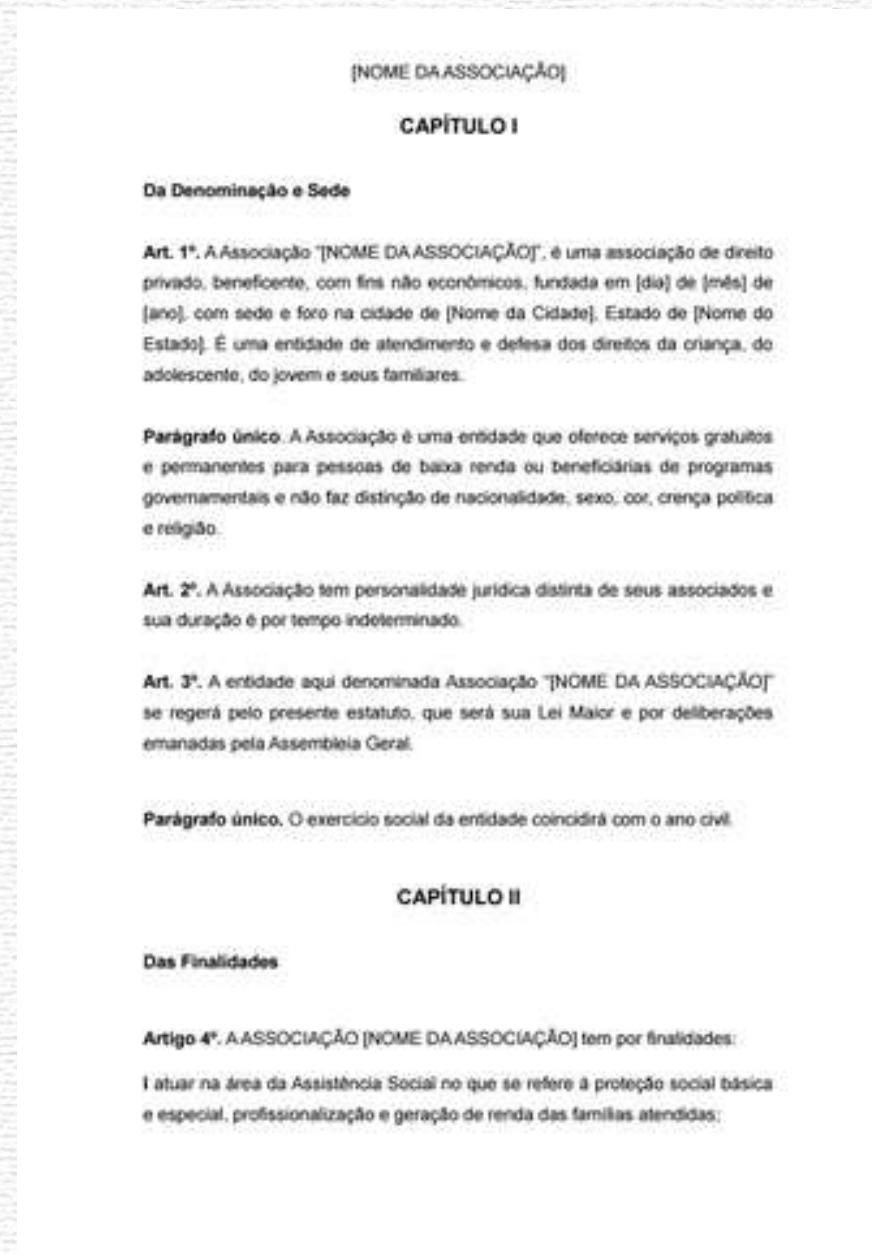 [NOME DA ASSOCIAÇÃO]
CAPÍTULO I
Da Denominação e Sede
Art. 1º. A Associação "[NOME DA ASSOCIAÇÃO]", é uma associação de direito
privado, beneficente, com fins não econômicos, fundada em [dia] de [mês] de
[ano], com sede e foro na cidade de [Nome da Cidade], Estado de [Nome do
Estado]. É uma entidade de atendimento e defesa dos direitos da criança, do
adolescente, do jovem e seus familiares.
Parágrafo único. A Associação é uma entidade que oferece serviços gratuitos
e permanentes para pessoas de baixa renda ou beneficiárias de programas
governamentais e não faz distinção de nacionalidade, sexo, cor, crença política
e religião.
Art. 2º. A Associação tem personalidade jurídica distinta de seus associados e
sua duração é por tempo indeterminado.
Art. 3º. A entidade aqui denominada Associação "[NOME DA ASSOCIAÇÃO]"
se regerá pelo presente estatuto, que será sua Lei Maior e por deliberações
emanadas pela Assembleia Geral.
Parágrafo único. O exercício social da entidade coincidirá com o ano civil.
CAPÍTULO II
Das Finalidades
Artigo 4º. A ASSOCIAÇÃO [NOME DA ASSOCIAÇÃO] tem por finalidades:
I atuar na área da Assistência Social no que se refere à proteção social básica
e especial, profissionalização e geração de renda das famílias atendidas;